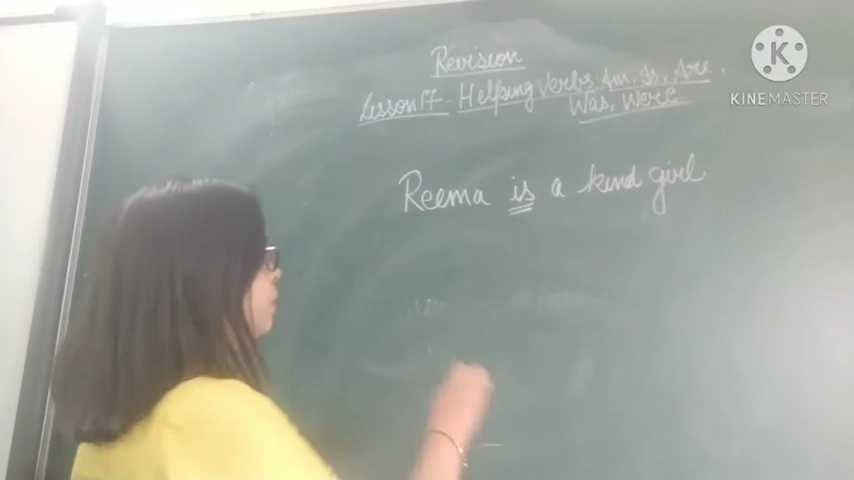 Revision
Lesson 17 - Helping Verbs: Am, Is, Are,
Was, Were
Reema is a kind girl
KINEMASTER